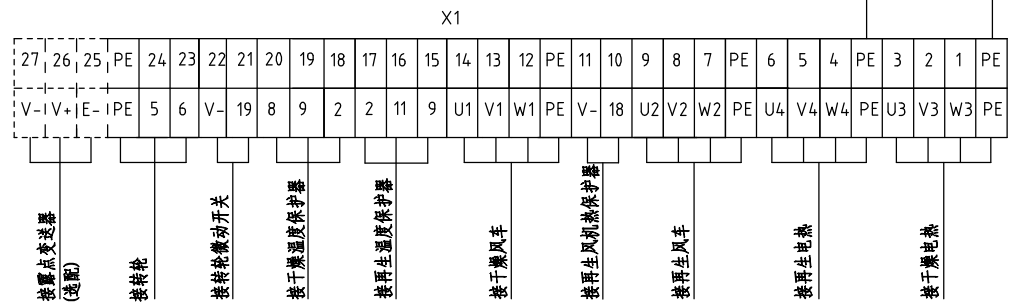 X1
27 26 25 PE 24 23 22 21 20 19 18 17 16 15 14 13 12 PE 11 10 9 8 7 PE 6 5 4 PE 3 2 1 PE
V- V+ E- PE 5 6 V- 19 8 9 2 2 11 9 U1 V1 W1 PE V- 18 U2 V2 W2 PE U4 V4 W4 PE U3 V3 W3 PE
接露点变送器
(选配)
接转轮
接转轮微动开关
接干燥温度保护器
接再生温度保护器
接干燥风车
接再生风机热保护器
接再生风车
接再生电热
接干燥电热